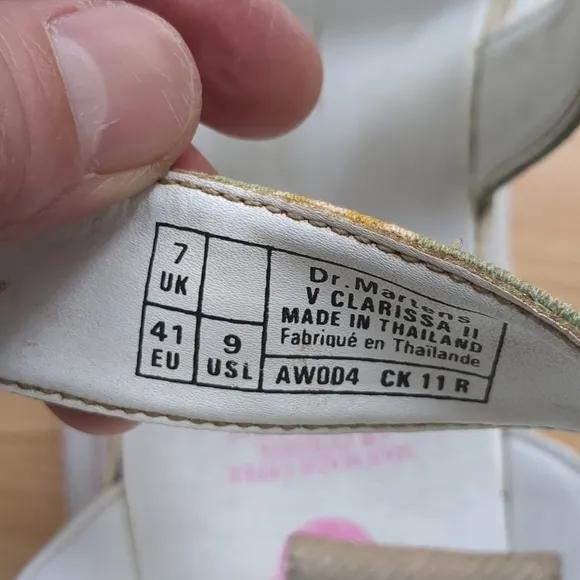 7
UK
41
EU
9
USL
Dr. Martens
V CLARISSA II
MADE IN THAILAND
Fabriqué en Thaïlande
AW004 CK 11 R